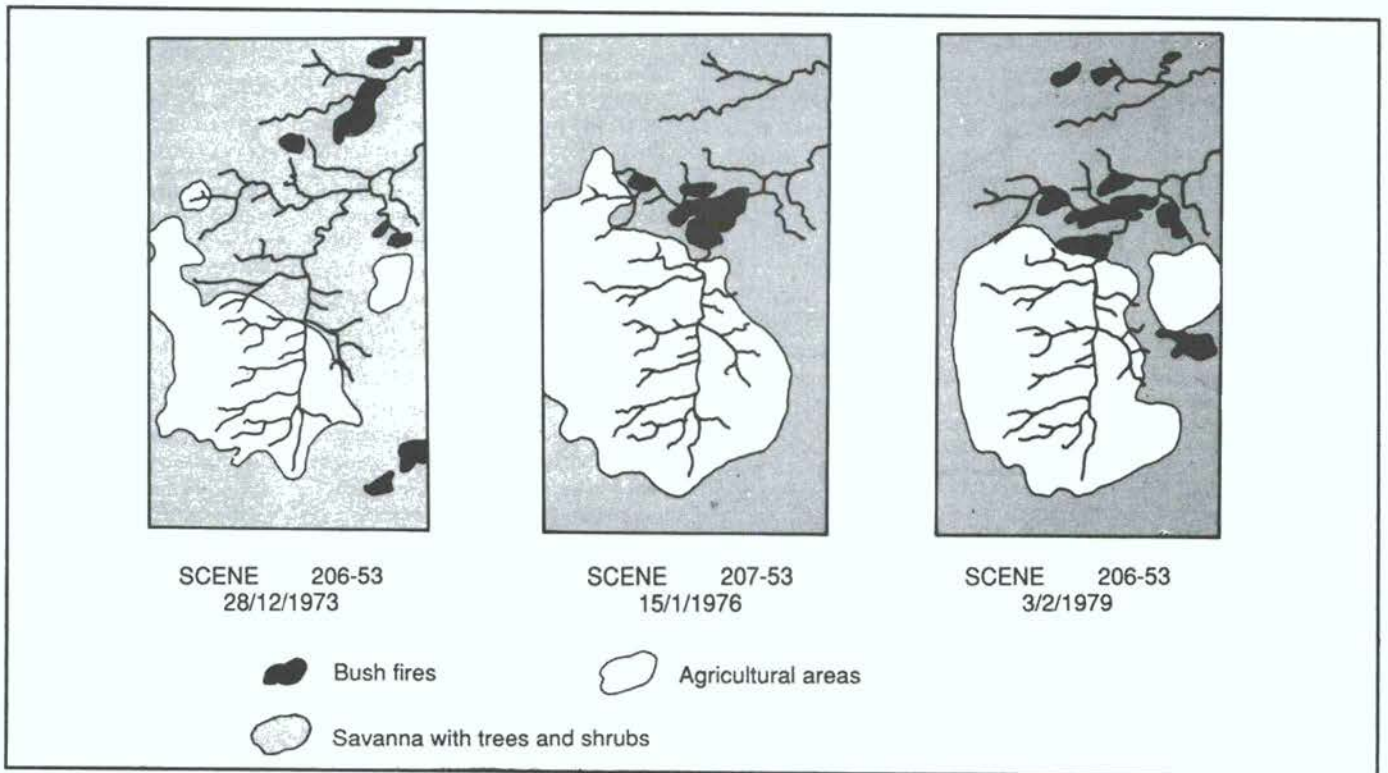 SCENE 206-53
28/12/1973
SCENE 207-53
15/1/1976
SCENE 206-53
3/2/1979
Bush fires
Agricultural areas
Savanna with trees and shrubs